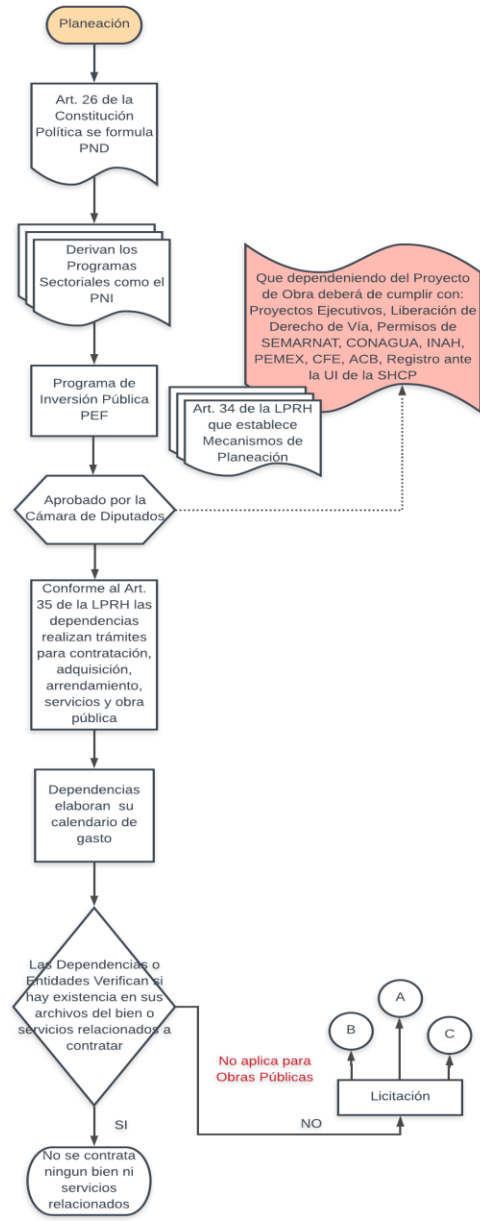 Planeación
Art. 26 de la
Constitución
Política se formula
PND
Derivan los
Programas
Sectoriales como el
PNI
Que dependeniendo del Proyecto
de Obra deberá de cumplir con:
Proyectos Ejecutivos, Liberación de
Derecho de Vía, Permisos de
SEMARNAT, CONAGUA, INAH,
PEMEX, CFE, ACB, Registro ante
la UI de la SHCP
Programa de
Inversión Pública
PEF
Art. 34 de la LPRH
que establece
Mecanismos de
Planeación
Aprobado por la
Cámara de Diputados
Conforme al Art.
35 de la LPRH las
dependencias
realizan trámites
para contratación,
adquisición,
arrendamiento,
servicios y obra
pública
Dependencias
elaboran su
calendario de
gasto
Las Dependencias o
Entidades Verifican si
hay existencia en sus
archivos del bien o
servicios relacionados a
contratar
A
B
C
No aplica para
Obras Públicas
Licitación
SI
NO
No se contrata
ningun bien ni
servicios
relacionados